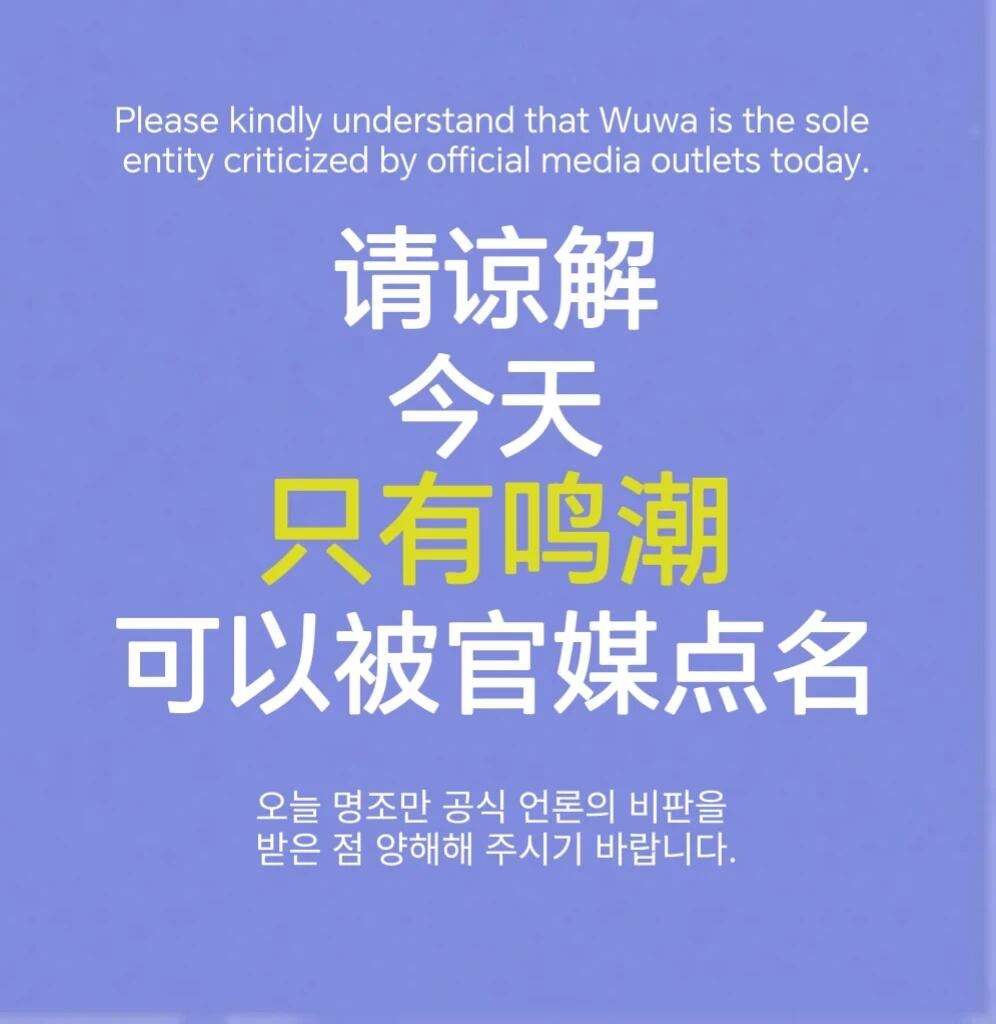 Please kindly understand that Wuwa is the sole
entity criticized by official media outlets today.
请谅解
今天
只有鸣潮
可以被官媒点名
오늘 명조만 공식 언론의 비판을
받은 점 양해해 주시기 바랍니다.